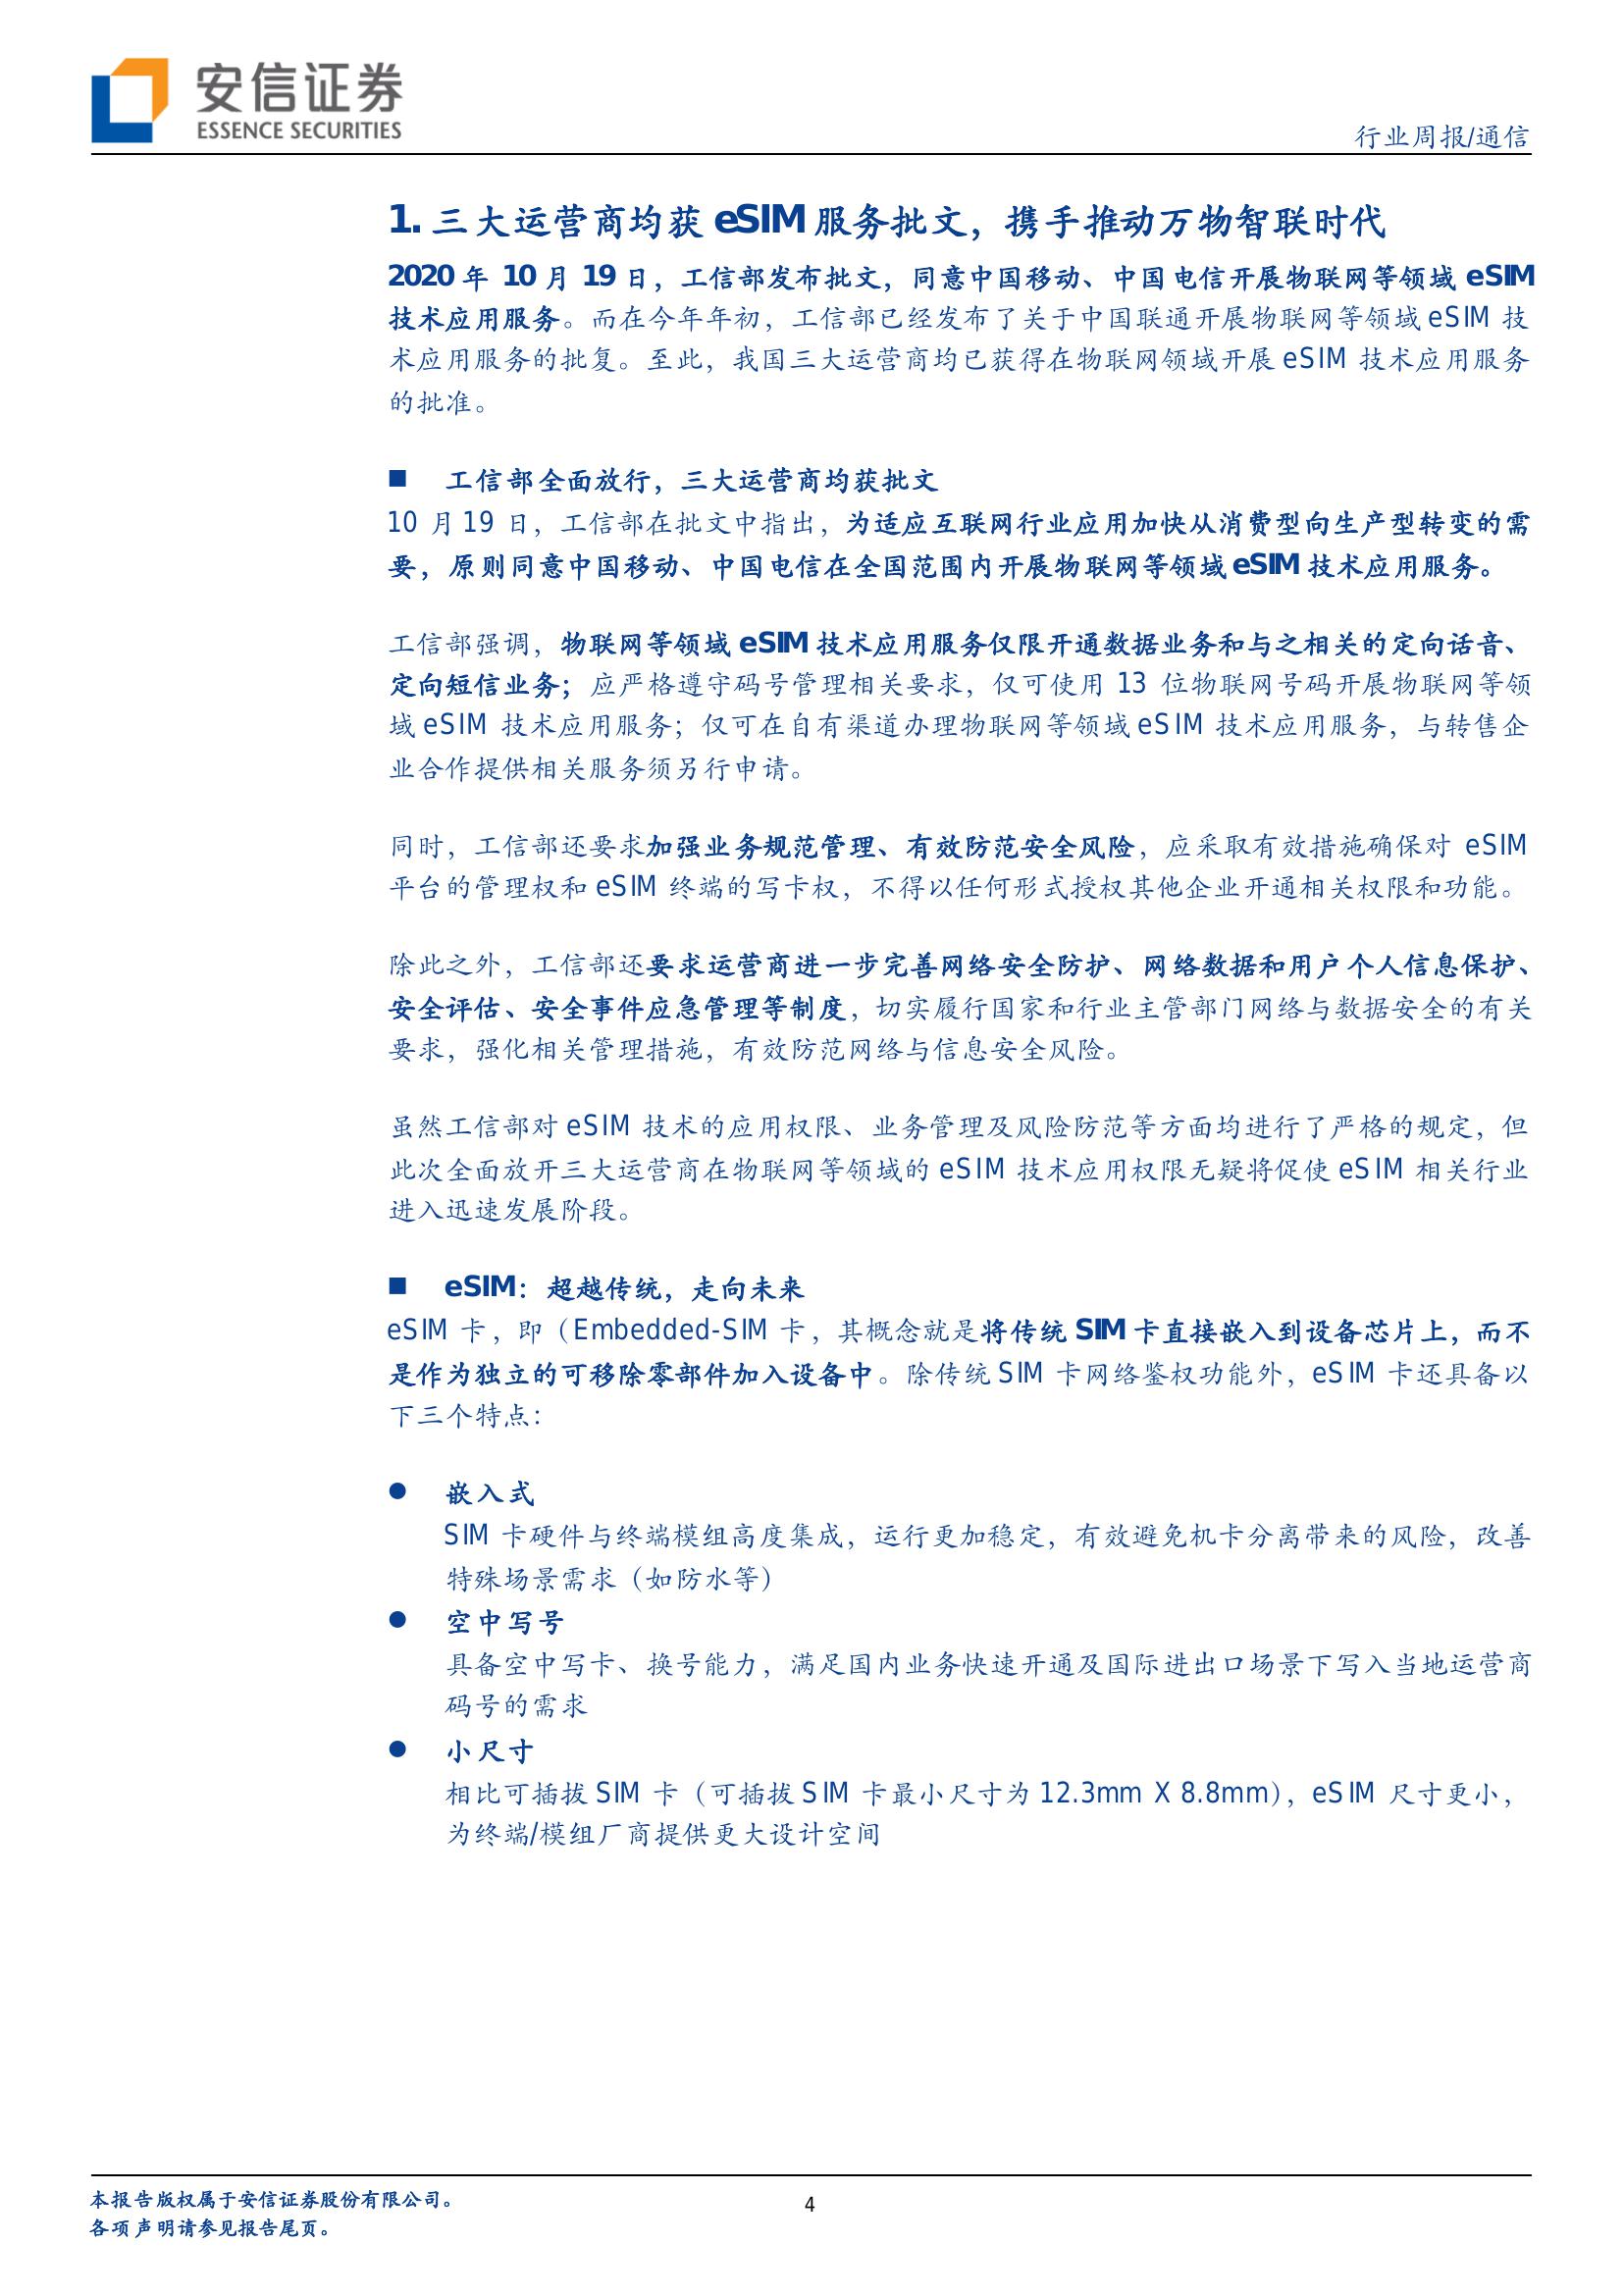 安信证券
ESSENCE SECURITIES
行业周报/通信
1. 三大运营商均获 eSIM 服务批文，携手推动万物智联时代
2020 年 10 月 19 日，工信部发布批文，同意中国移动、中国电信开展物联网等领域 eSIM
技术应用服务。而在今年年初，工信部已经发布了关于中国联通开展物联网等领域 eSIM 技
术应用服务的批复。至此，我国三大运营商均已获得在物联网领域开展 eSIM 技术应用服务
的批准。
■ 工信部全面放行，三大运营商均获批文
10 月 19 日，工信部在批文中指出，为适应互联网行业应用加快从消费型向生产型转变的需
要，原则同意中国移动、中国电信在全国范围内开展物联网等领域 eSIM 技术应用服务。
工信部强调，物联网等领域 eSIM 技术应用服务仅限开通数据业务和与之相关的定向话音、
定向短信业务；应严格遵守码号管理相关要求，仅可使用 13 位物联网号码开展物联网等领
域 eSIM 技术应用服务；仅可在自有渠道办理物联网等领域 eSIM 技术应用服务，与转售企
业合作提供相关服务须另行申请。
同时，工信部还要求加强业务规范管理、有效防范安全风险，应采取有效措施确保对 eSIM
平台的管理权和 eSIM 终端的写卡权，不得以任何形式授权其他企业开通相关权限和功能。
除此之外，工信部还要求运营商进一步完善网络安全防护、网络数据和用户个人信息保护、
安全评估、安全事件应急管理等制度，切实履行国家和行业主管部门网络与数据安全的有关
要求，强化相关管理措施，有效防范网络与信息安全风险。
虽然工信部对 eSIM 技术的应用权限、业务管理及风险防范等方面均进行了严格的规定，但
此次全面放开三大运营商在物联网等领域的 eSIM 技术应用权限无疑将促使 eSIM 相关行业
进入迅速发展阶段。
■ eSIM：超越传统，走向未来
eSIM 卡，即（Embedded-SIM 卡，其概念就是将传统 SIM 卡直接嵌入到设备芯片上，而不
是作为独立的可移除零部件加入设备中。除传统 SIM 卡网络鉴权功能外，eSIM 卡还具备以
下三个特点：
● 嵌入式
SIM 卡硬件与终端模组高度集成，运行更加稳定，有效避免机卡分离带来的风险，改善
特殊场景需求（如防水等）
● 空中写号
具备空中写卡、换号能力，满足国内业务快速开通及国际进出口场景下写入当地运营商
码号的需求
● 小尺寸
相比可插拔 SIM 卡（可插拔 SIM 卡最小尺寸为 12.3mm X 8.8mm），eSIM 尺寸更小，
为终端/模组厂商提供更大设计空间
本报告版权属于安信证券股份有限公司。
4
各项声明请参见报告尾页。